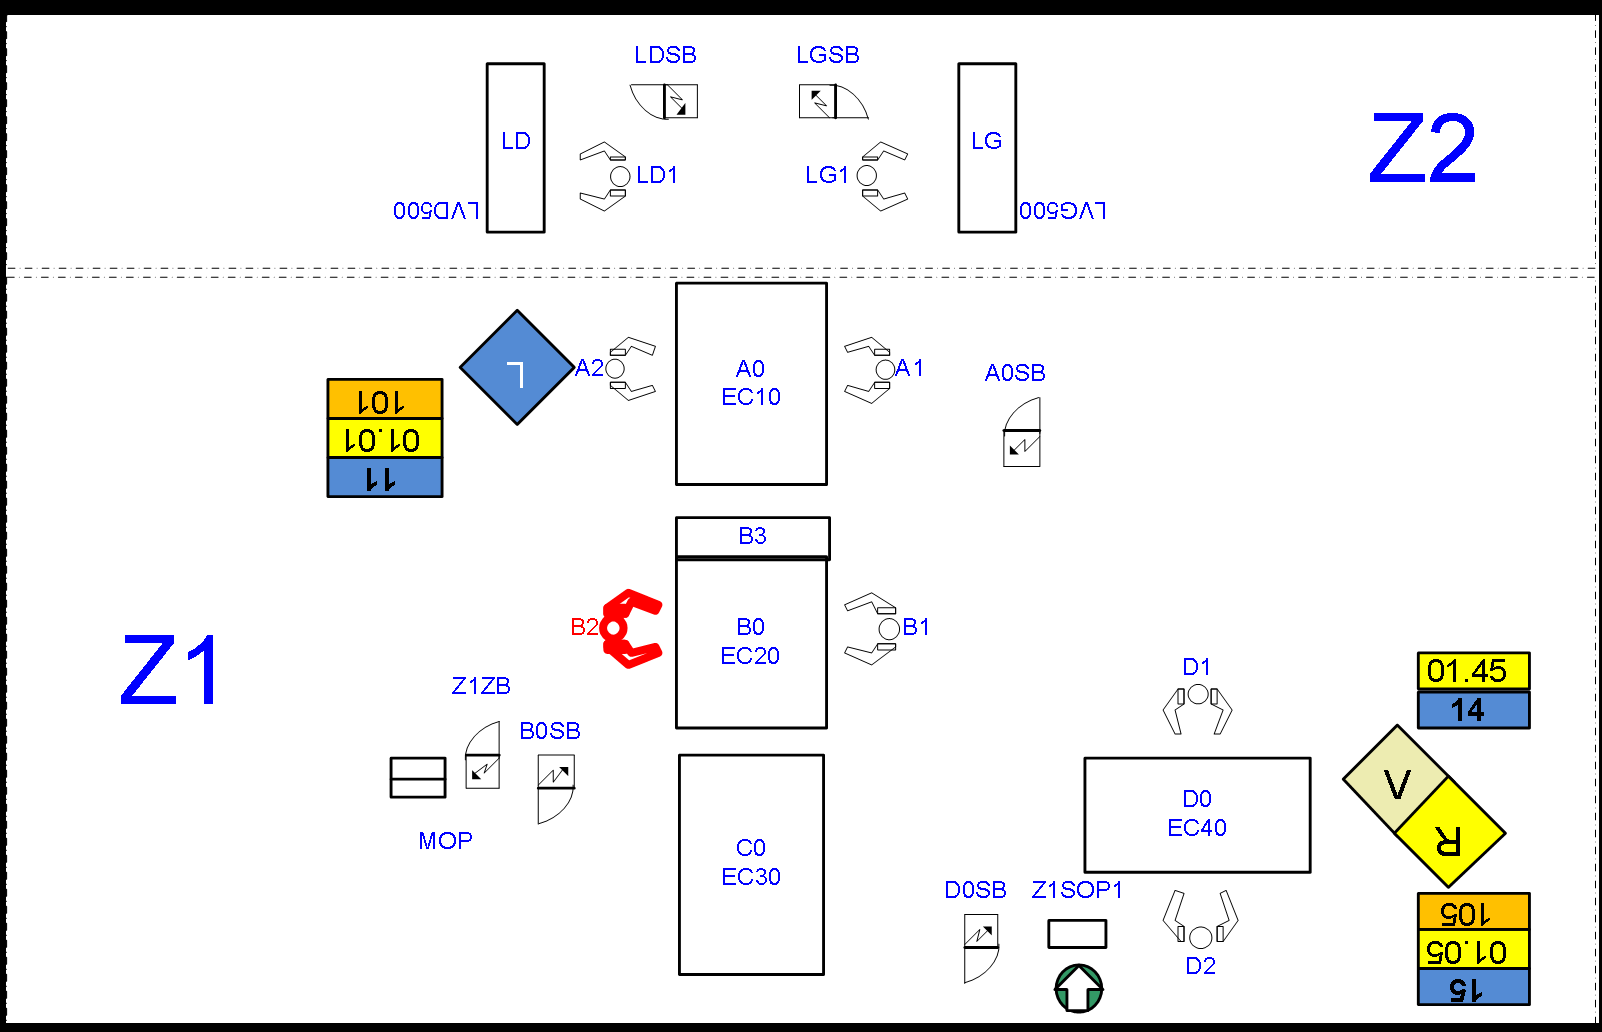 LDSB
LGSB
LD
LG
Z2
LD1
LG1
LVD500
LVG500
L
A2
A0
EC10
A1
A0SB
101
01.01
11
B3
B2
B0
EC20
B1
Z1
Z1ZB
B0SB
MOP
C0
EC30
D1
01.45
14
V
R
D0
EC40
D0SB
Z1SOP1
D2
105
01.05
15